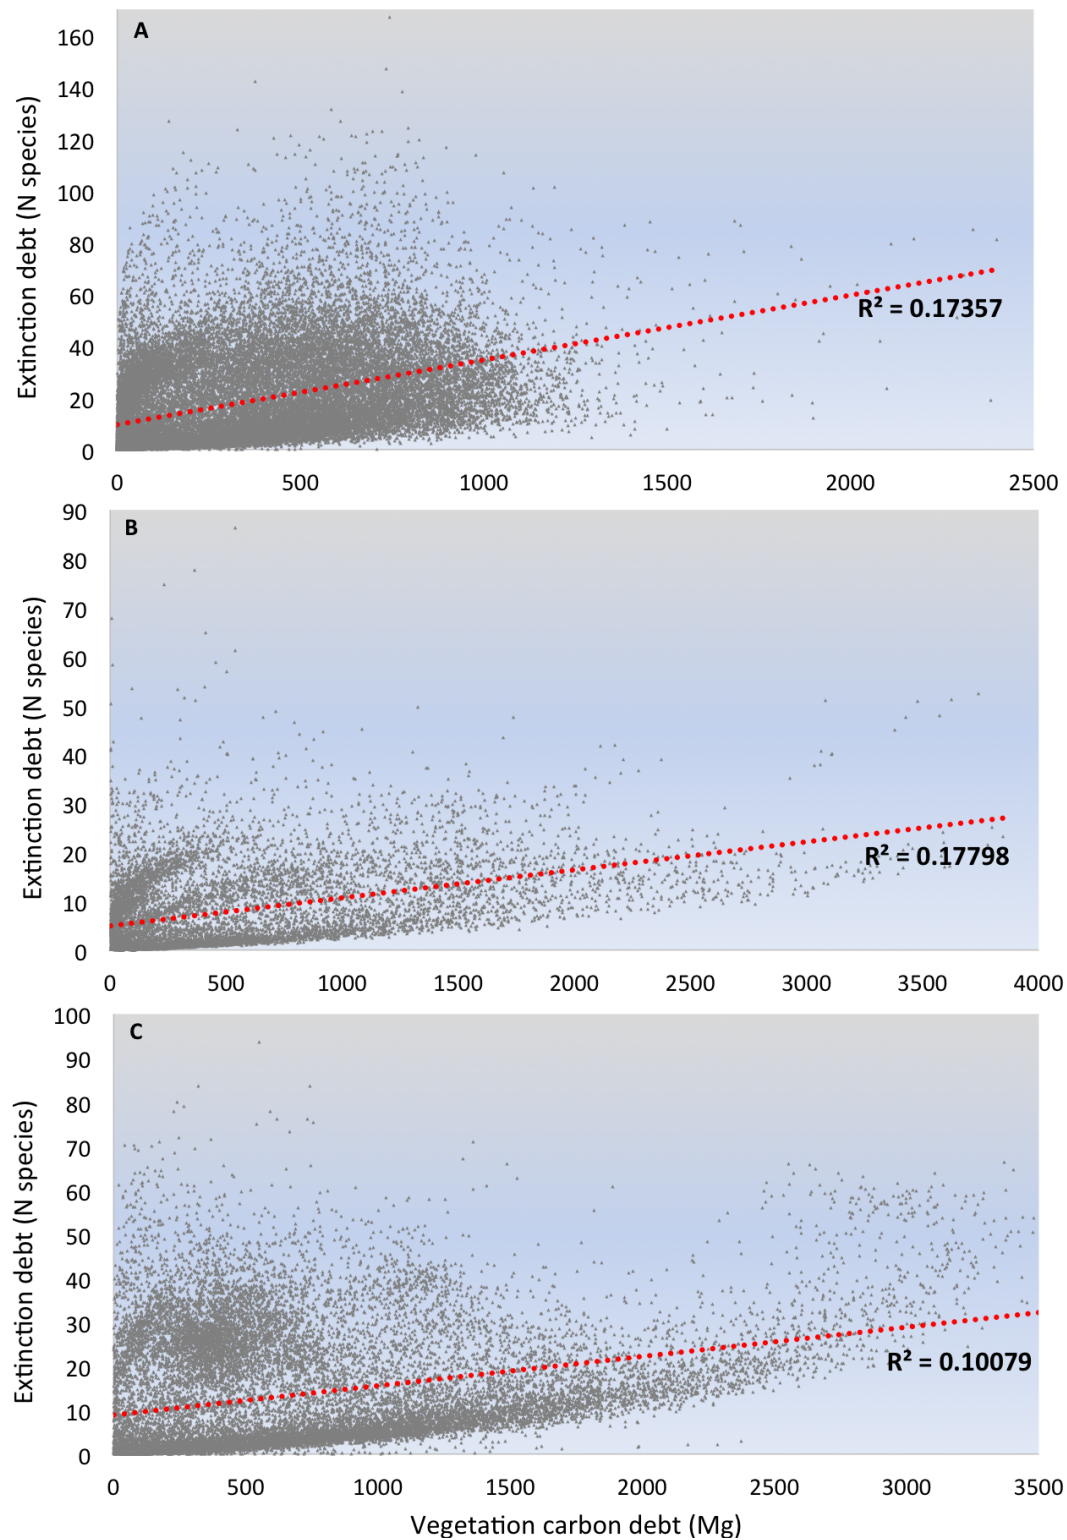 A
Extinction debt (N species)
160
140
120
100
80
60
40
20
0
R² = 0.17357
0 500 1000 1500 2000 2500
B
Extinction debt (N species)
90
80
70
60
50
40
30
20
10
0
R² = 0.17798
0 500 1000 1500 2000 2500 3000 3500 4000
C
Extinction debt (N species)
100
90
80
70
60
50
40
30
20
10
0
R² = 0.10079
0 500 1000 1500 2000 2500 3000 3500
Vegetation carbon debt (Mg)